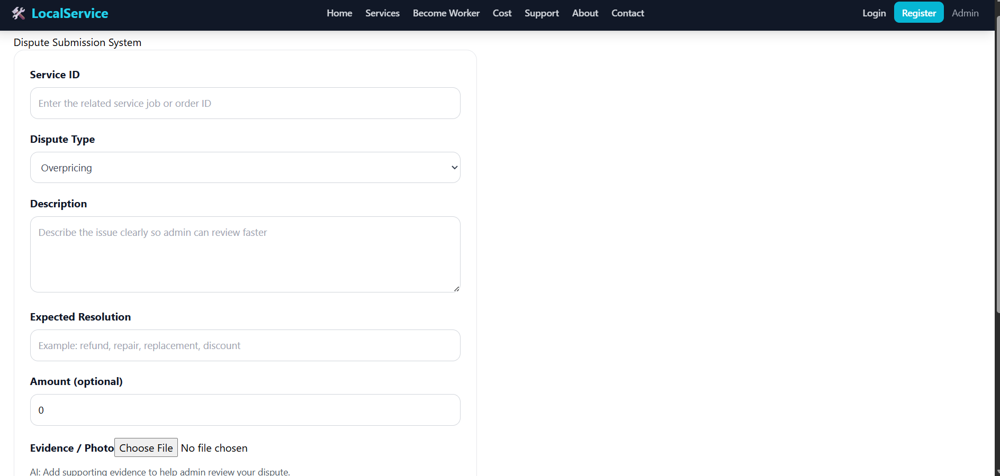 LocalService Home Services Become Worker Cost Support About Contact Login Register Admin
Dispute Submission System
Service ID
Enter the related service job or order ID
Dispute Type
Overpricing
Description
Describe the issue clearly so admin can review faster
Expected Resolution
Example: refund, repair, replacement, discount
Amount (optional)
0
Evidence / Photo Choose File No file chosen
AI: Add supporting evidence to help admin review your dispute.